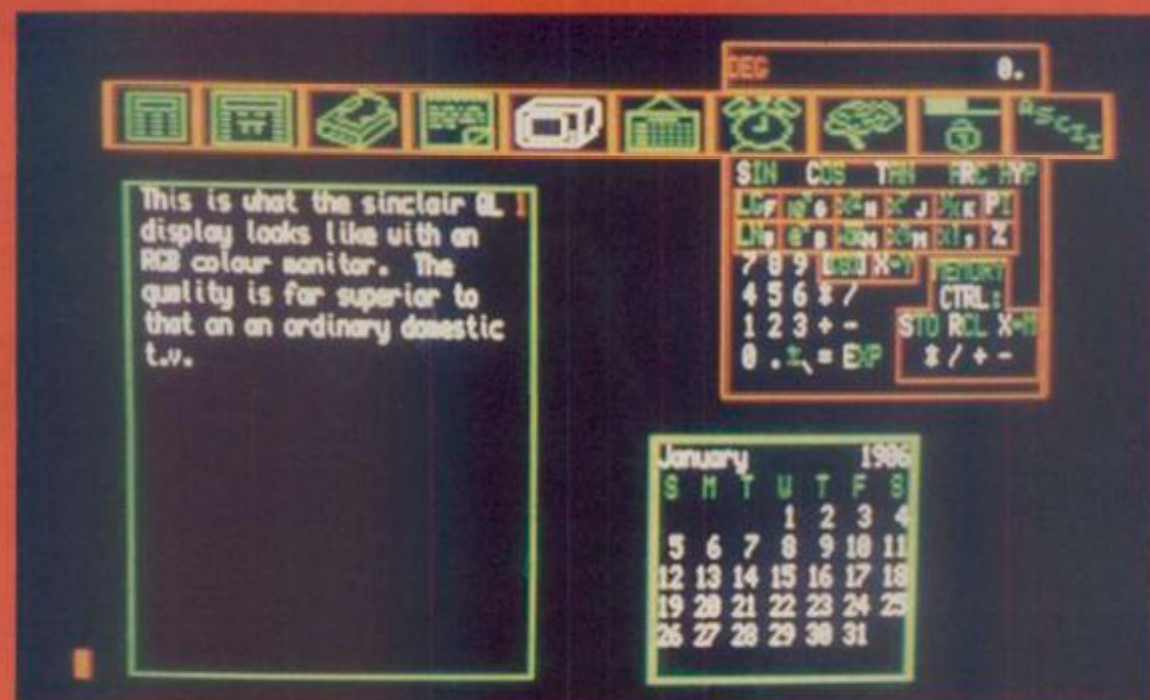 DEG 0.
ASCII
SIN COS TAN ARC HYP
PI
7 8 9 X↔Y
MEMORY
4 5 6 * /
CTRL:
1 2 3 + -
STO RCL X↔M
0 . ± \ = EXP
* / + -
This is what the sinclair QL 1
display looks like with an
RGB colour monitor. The
quality is far superior to
that on an ordinary domestic
t.v.
January 1986
S M T W T F S
1 2 3 4
5 6 7 8 9 10 11
12 13 14 15 16 17 18
19 20 21 22 23 24 25
26 27 28 29 30 31